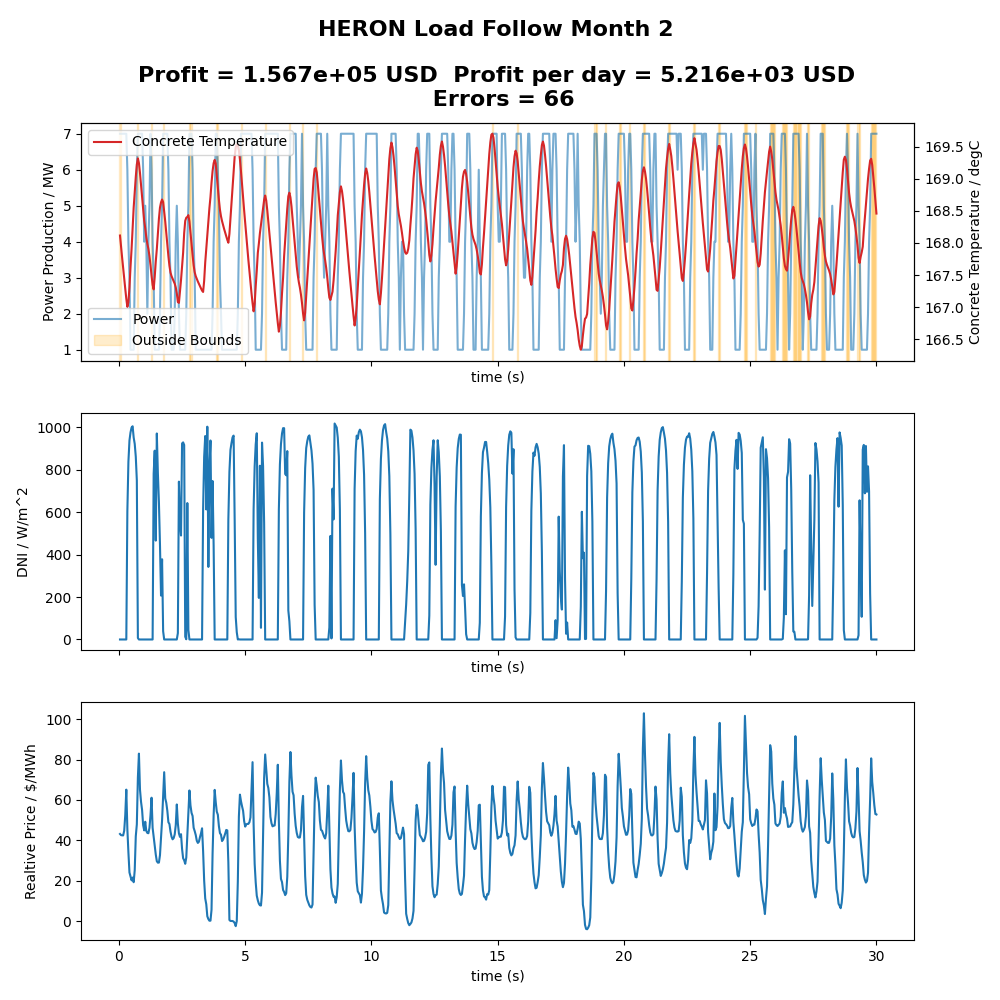 HERON Load Follow Month 2
Profit = 1.567e+05 USD  Profit per day = 5.216e+03 USD
Errors = 66
7
6
5
4
3
2
1
Power Production / MW
Concrete Temperature
Power
Outside Bounds
169.5
169.0
168.5
168.0
167.5
167.0
166.5
Concrete Temperature / degC
time (s)
1000
800
600
400
200
0
DNI / W/m^2
time (s)
100
80
60
40
20
0
Realtive Price / $/MWh
0 5 10 15 20 25 30
time (s)